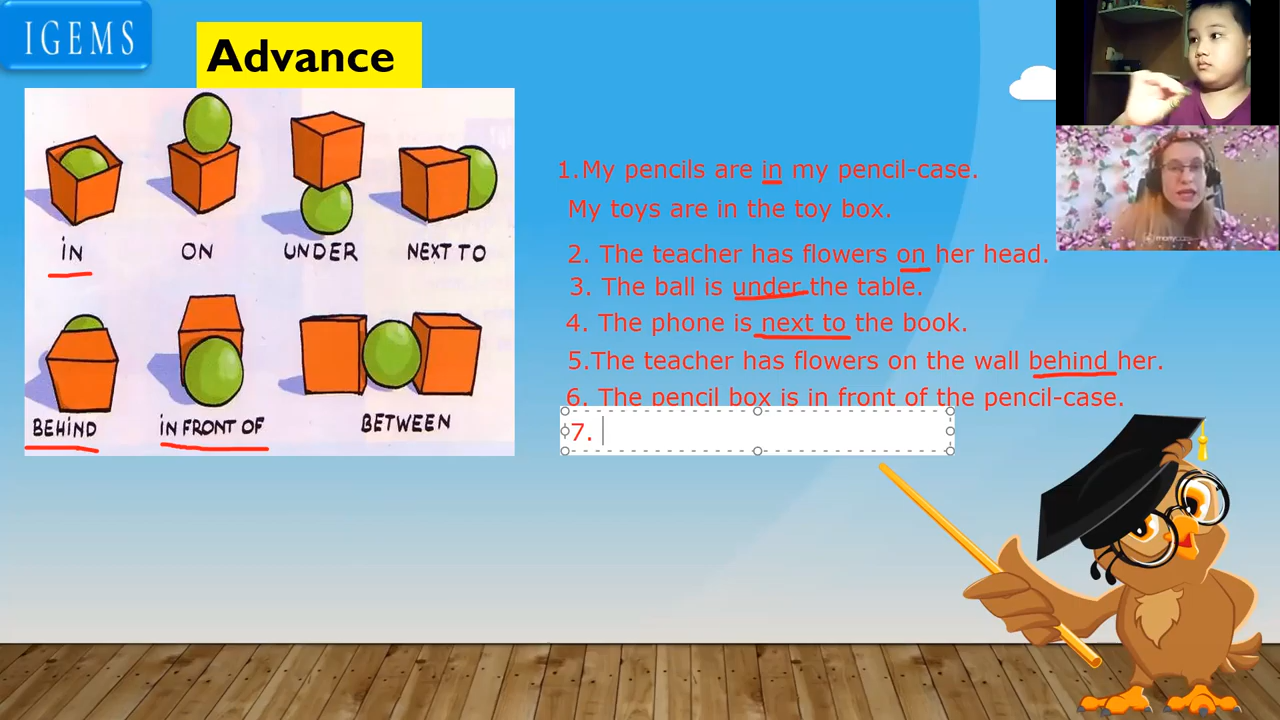 IGEMS
Advance
IN
ON
UNDER
NEXT TO
BEHIND
IN FRONT OF
BETWEEN
1.My pencils are in my pencil-case.
My toys are in the toy box.
2. The teacher has flowers on her head.
3. The ball is under the table.
4. The phone is next to the book.
5.The teacher has flowers on the wall behind her.
6. The pencil box is in front of the pencil-case.
7.